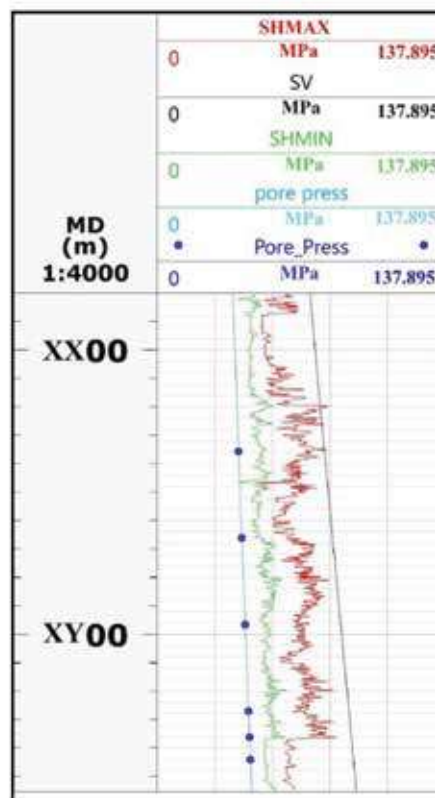 SHMAX
0 MPa 137.895
SV
0 MPa 137.895
SHMIN
0 MPa 137.895
pore press
0 MPa 137.895
Pore_Press
0 MPa 137.895
MD
(m)
1:4000
XX00
XY00